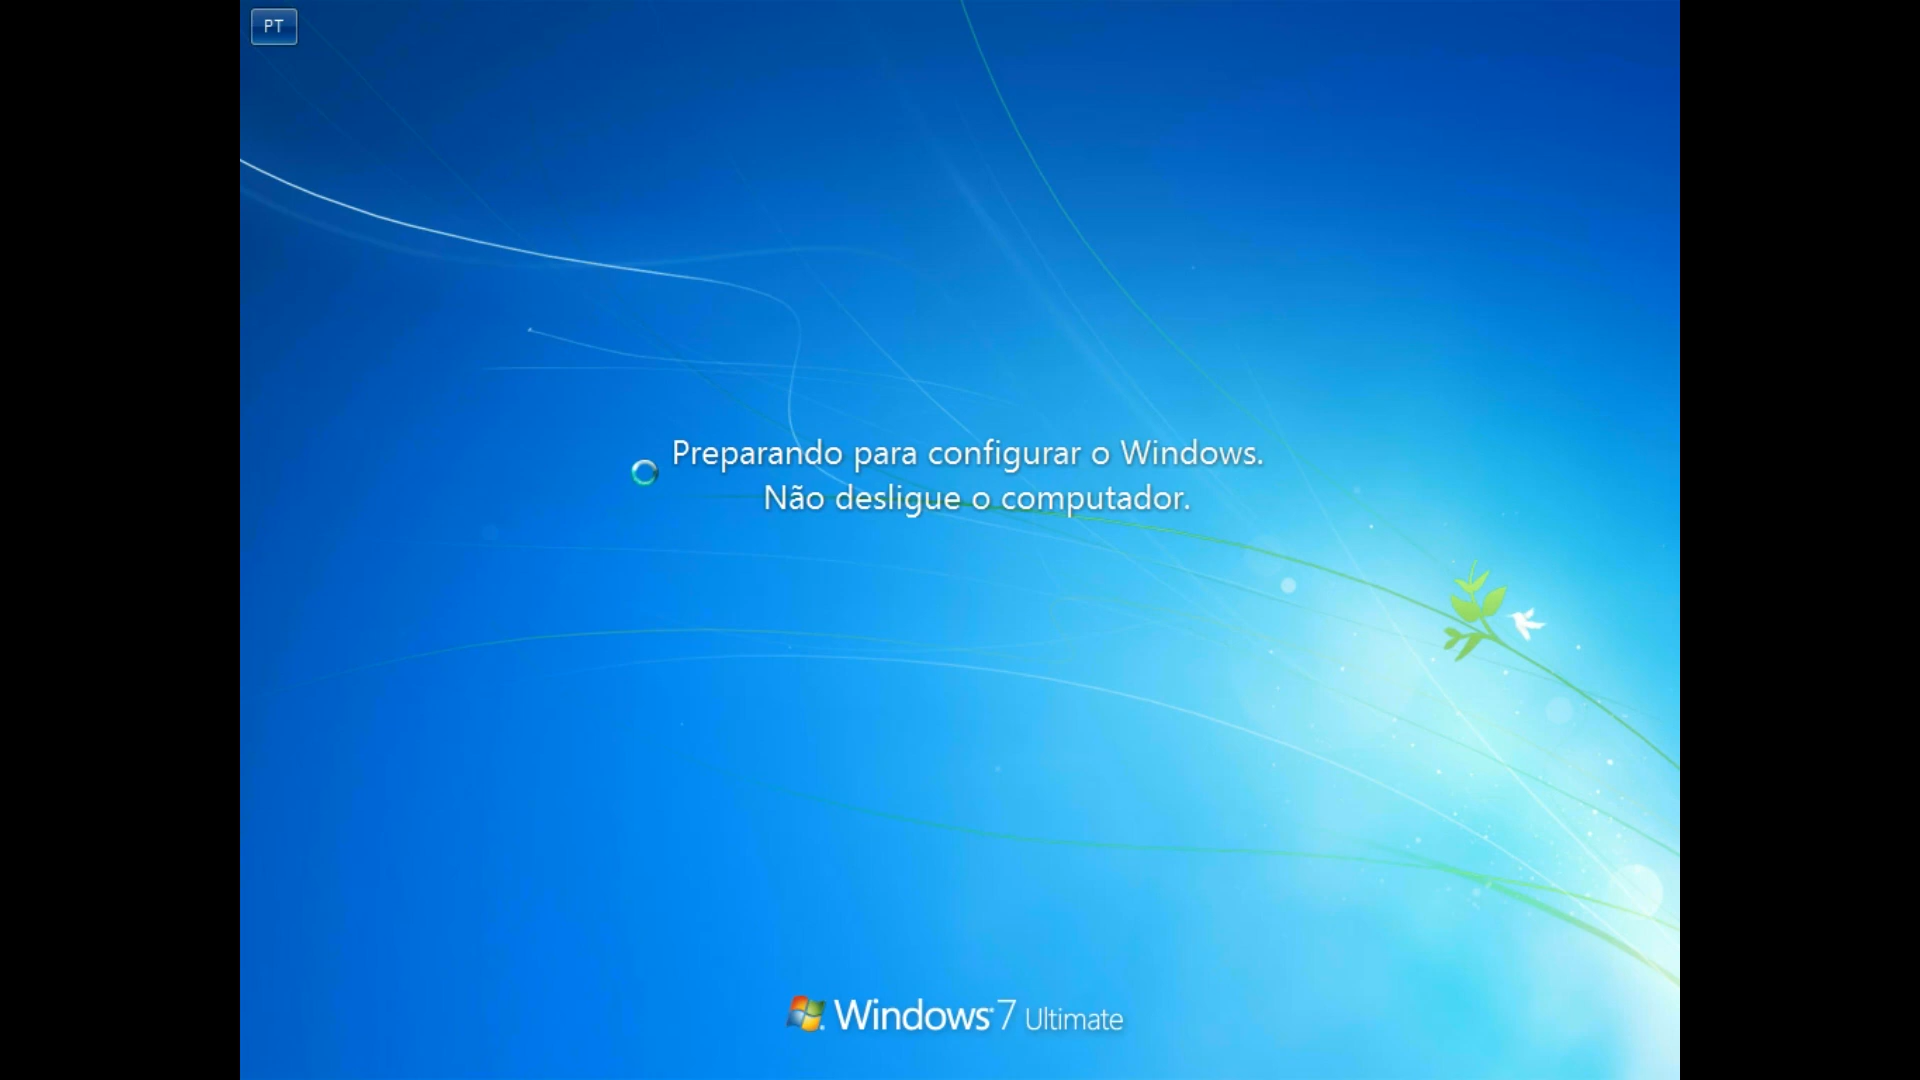 PT
Preparando para configurar o Windows.
Não desligue o computador.
Windows 7 Ultimate